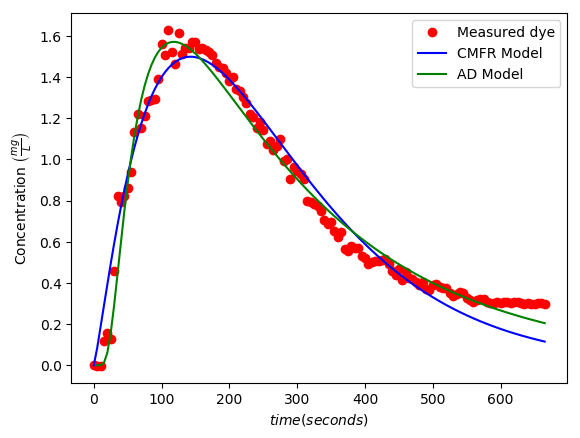 Measured dye
CMFR Model
AD Model
Concentration (mg/L)
1.6
1.4
1.2
1.0
0.8
0.6
0.4
0.2
0.0
0 100 200 300 400 500 600
time(seconds)